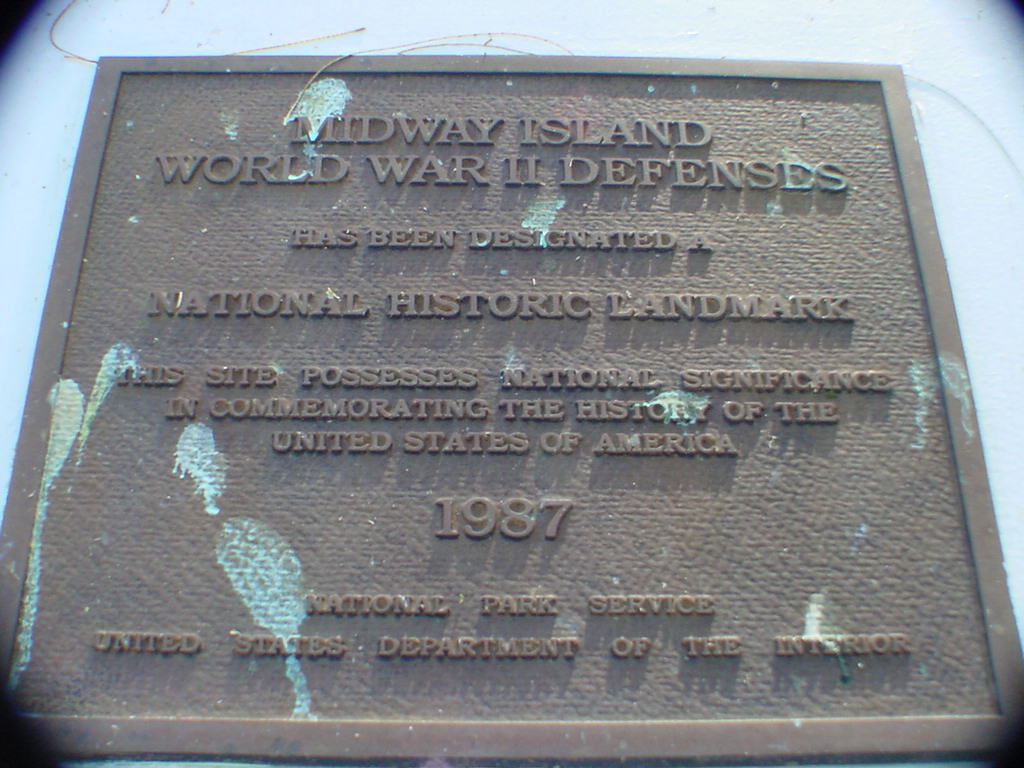 MIDWAY ISLAND
WORLD WAR II DEFENSES
HAS BEEN DESIGNATED A
NATIONAL HISTORIC LANDMARK
THIS SITE POSSESSES NATIONAL SIGNIFICANCE
IN COMMEMORATING THE HISTORY OF THE
UNITED STATES OF AMERICA
1987
NATIONAL PARK SERVICE
UNITED STATES DEPARTMENT OF THE INTERIOR